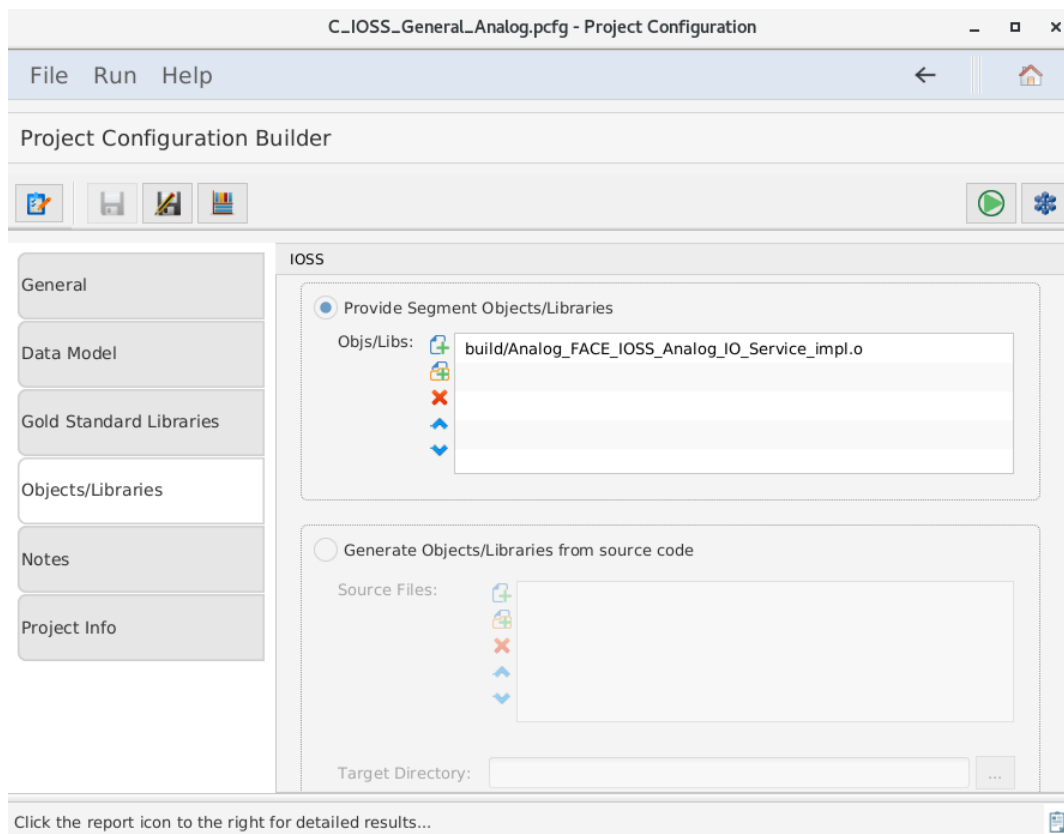 C_IOSS_General_Analog.pcfg - Project Configuration
File Run Help
Project Configuration Builder
IOSS
General
Data Model
Gold Standard Libraries
Objects/Libraries
Notes
Project Info
Provide Segment Objects/Libraries
Objs/Libs:
build/Analog_FACE_IOSS_Analog_IO_Service_impl.o
Generate Objects/Libraries from source code
Source Files:
Target Directory:
...
Click the report icon to the right for detailed results...